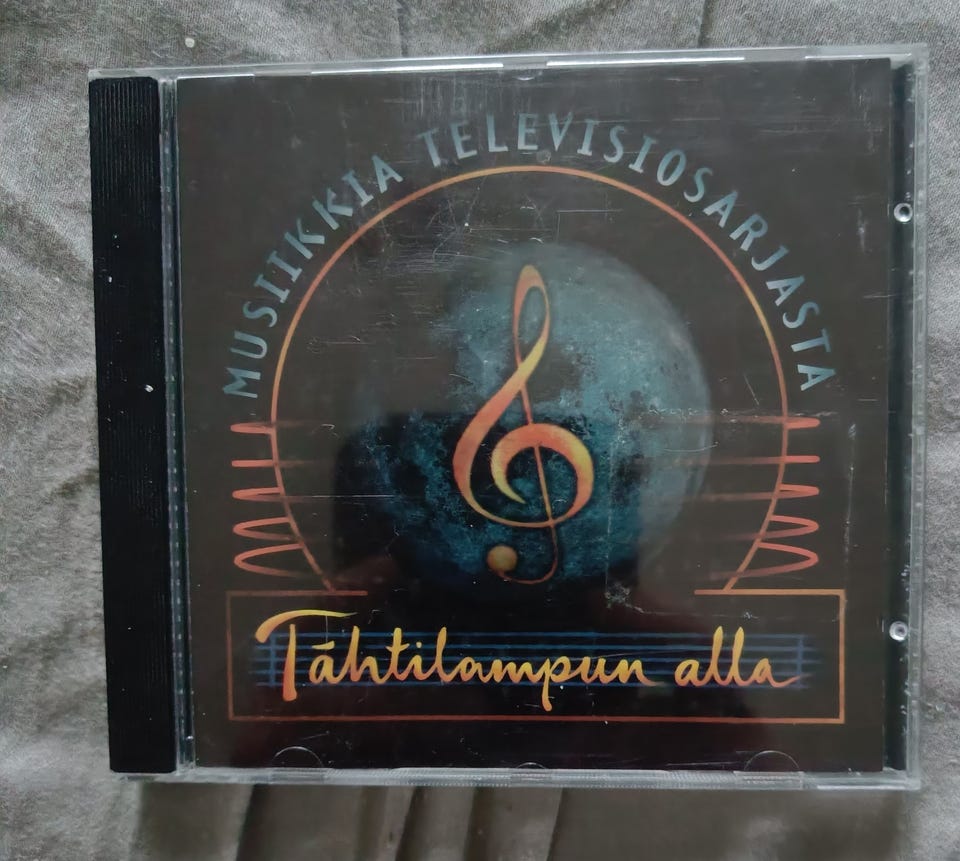 MUSIIKKIA TELEVISIOSARJASTA
Tähtilampun alla